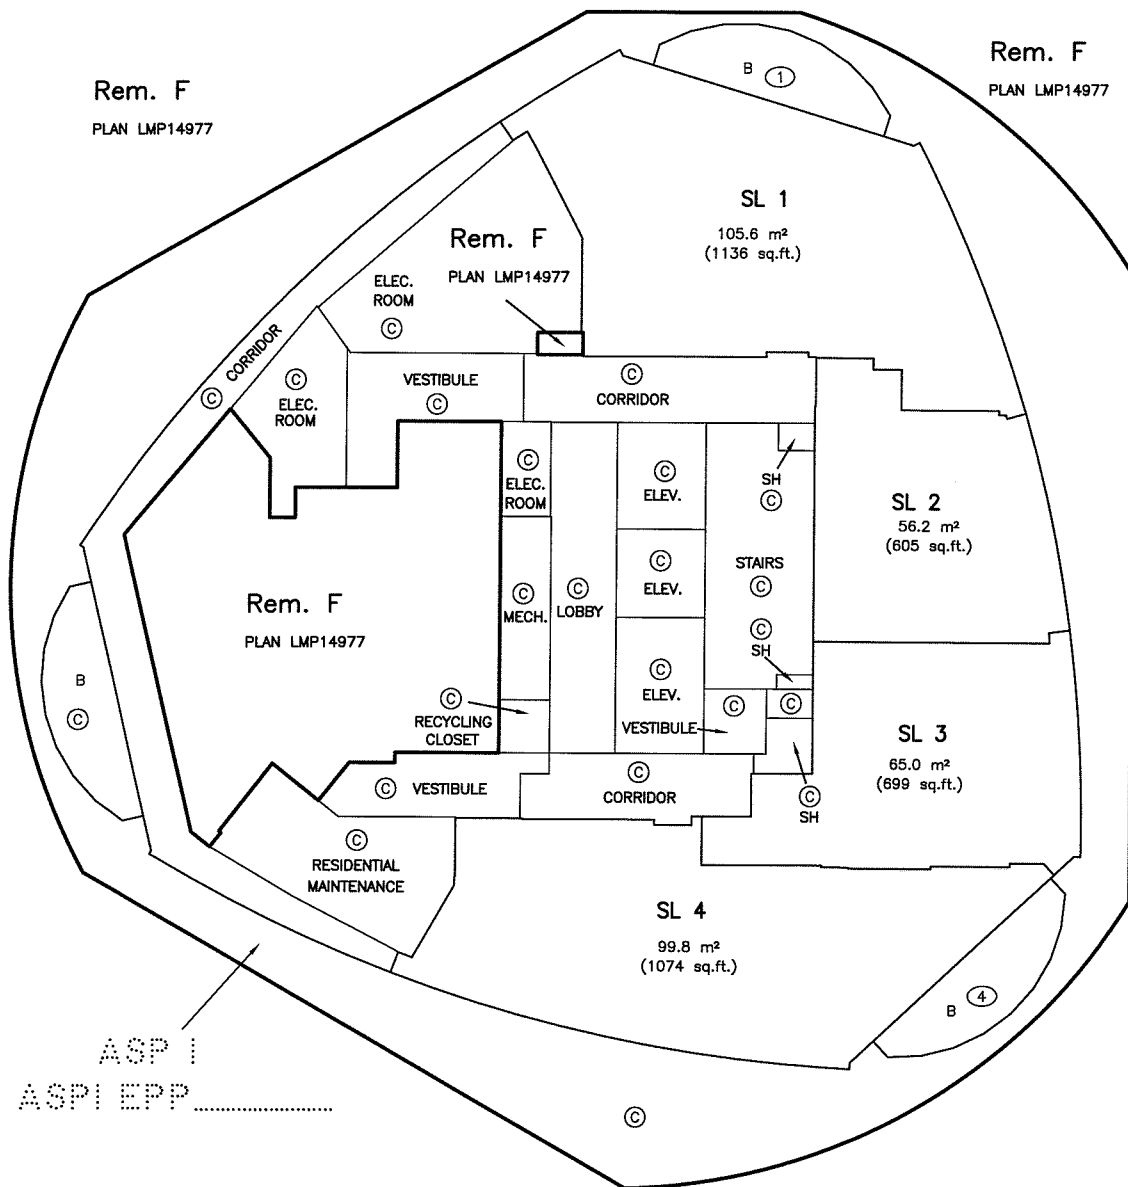 Rem. F
PLAN LMP14977
Rem. F
PLAN LMP14977
B 1
SL 1
105.6 m²
(1136 sq.ft.)
Rem. F
PLAN LMP14977
ELEC.
ROOM
C
C CORRIDOR
C
ELEC.
ROOM
VESTIBULE
C
C
CORRIDOR
C
ELEC.
ROOM
C
ELEV.
SH
C
SL 2
56.2 m²
(605 sq.ft.)
C
MECH.
C
LOBBY
C
ELEV.
STAIRS
C
C
SH
Rem. F
PLAN LMP14977
B
C
C
RECYCLING
CLOSET
C
ELEV.
VESTIBULE
C
C
SL 3
65.0 m²
(699 sq.ft.)
C VESTIBULE
C
CORRIDOR
C
SH
C
RESIDENTIAL
MAINTENANCE
SL 4
99.8 m²
(1074 sq.ft.)
B 4
ASP 1
ASP1 EPP..............................
C